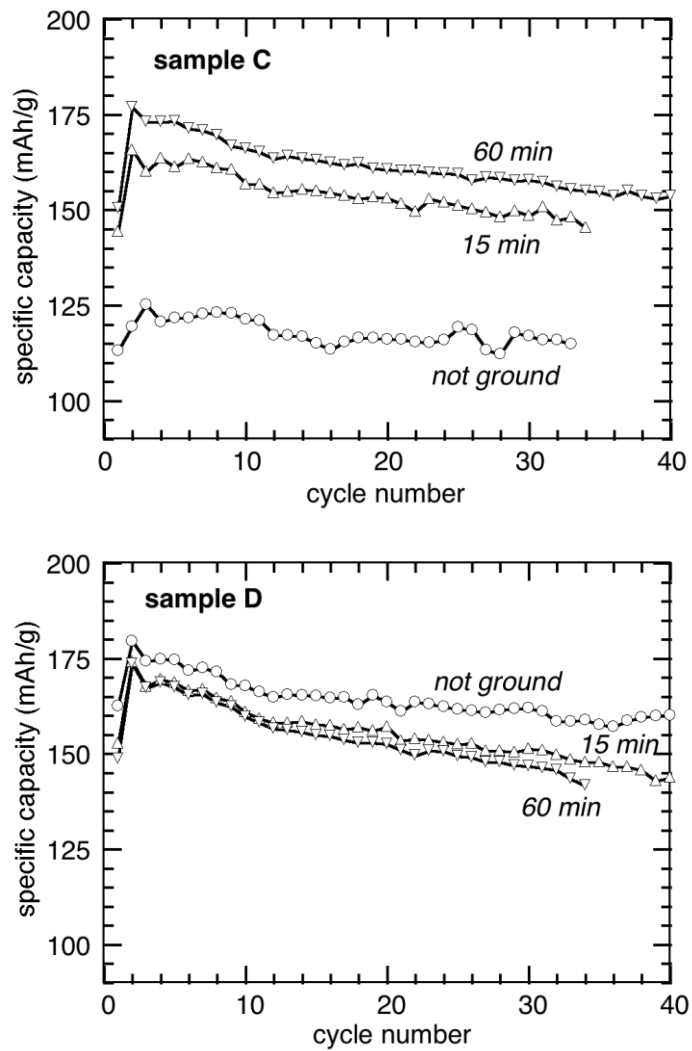 200
sample C
175
60 min
150
15 min
125
not ground
100
0 10 20 30 40
cycle number
specific capacity (mAh/g)
200
sample D
175
not ground
150
15 min
60 min
125
100
0 10 20 30 40
cycle number
specific capacity (mAh/g)